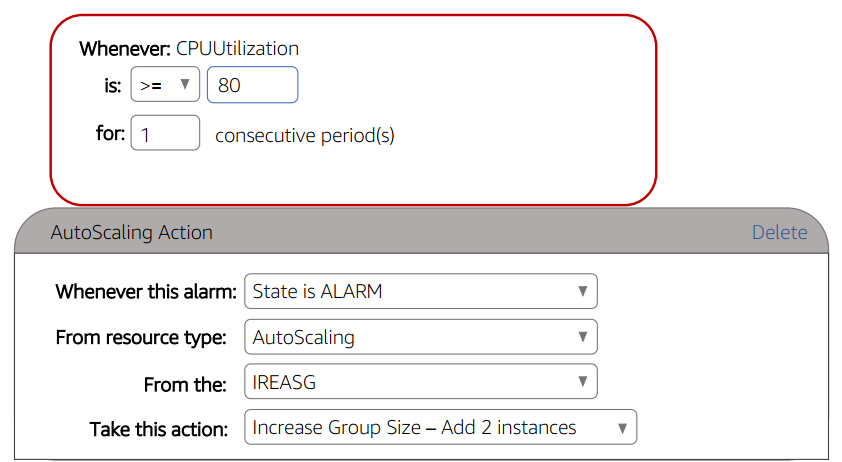 Whenever: CPUUtilization
is: >= 80
for: 1 consecutive period(s)
AutoScaling Action Delete
Whenever this alarm: State is ALARM
From resource type: AutoScaling
From the: IREASG
Take this action: Increase Group Size – Add 2 instances